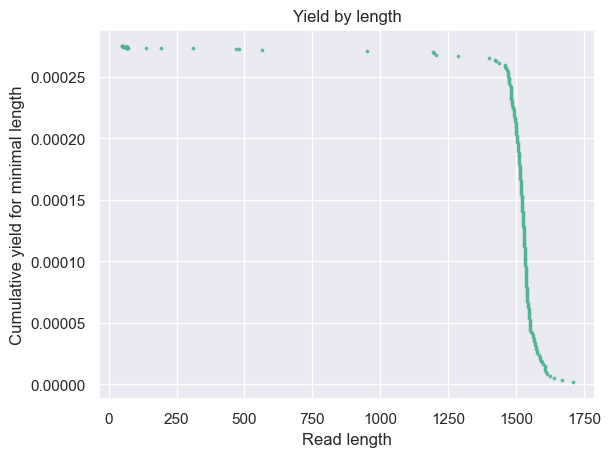 Yield by length
Cumulative yield for minimal length
0.00025
0.00020
0.00015
0.00010
0.00005
0.00000
0 250 500 750 1000 1250 1500 1750
Read length